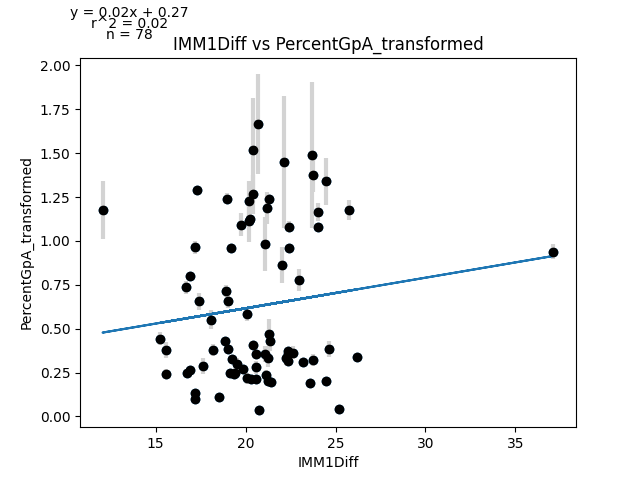 y = 0.02x + 0.27
r^2 = 0.02
n = 78
IMM1Diff vs PercentGpA_transformed
2.00
1.75
1.50
1.25
1.00
0.75
0.50
0.25
0.00
PercentGpA_transformed
15 20 25 30 35
IMM1Diff